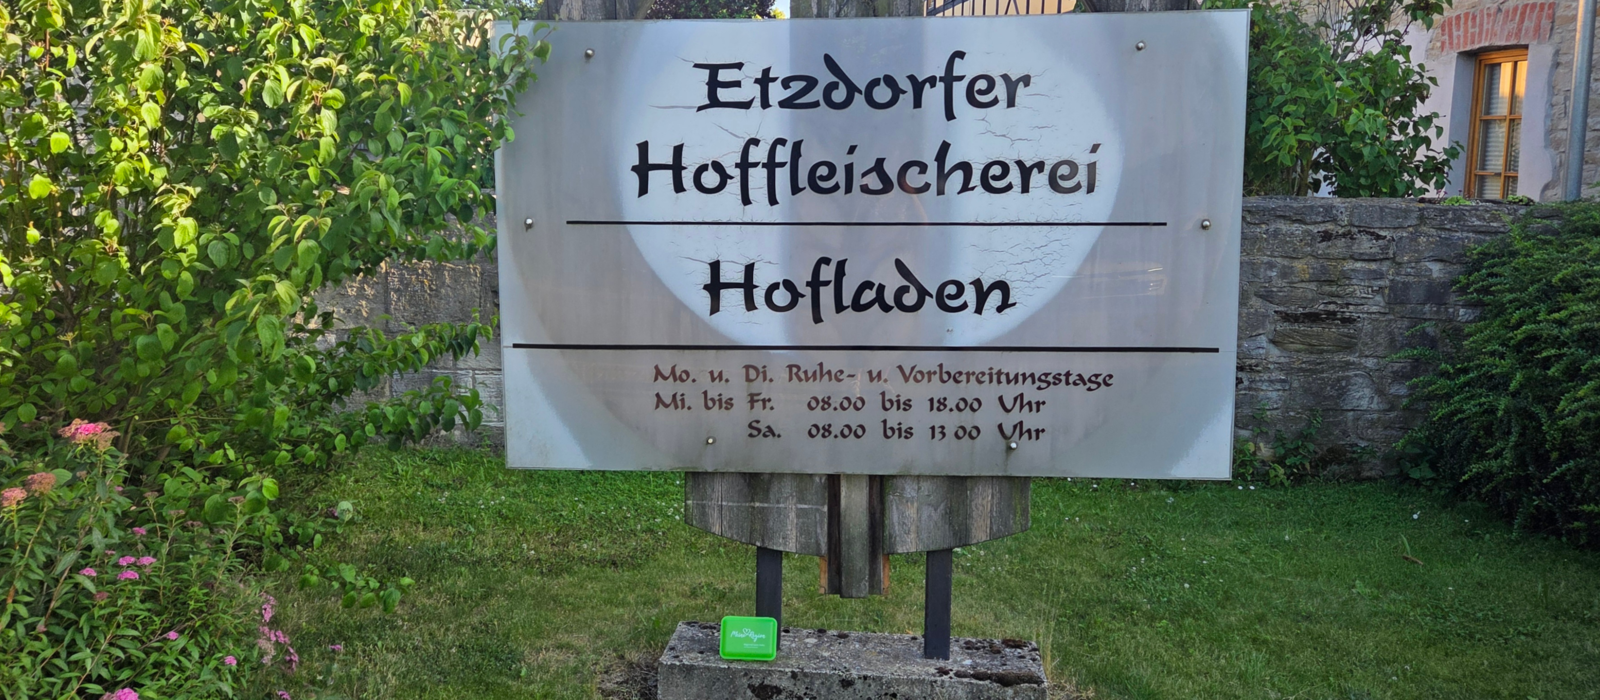 Etzdorfer
Hoffleischerei
Hofladen
Mo. u. Di. Ruhe- u. Vorbereitungstage
Mi. bis Fr. 08.00 bis 18.00 Uhr
Sa. 08.00 bis 13 00 Uhr